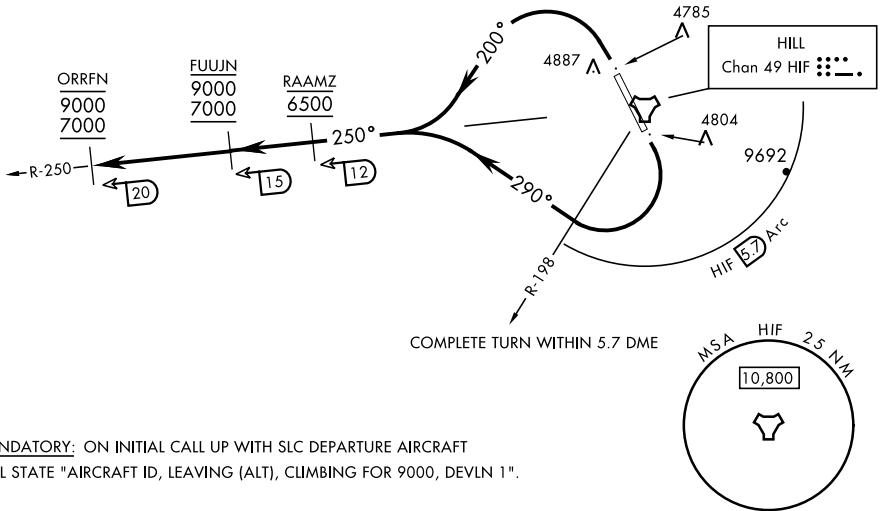 4785
HILL
Chan 49 HIF
4887
200°
ORRFN
9000
7000
FUUJN
9000
7000
RAAMZ
6500
4804
250°
R-250
20
15
12
9692
290°
HIF 5.7 Arc
R-198
COMPLETE TURN WITHIN 5.7 DME
MSA HIF 25 NM
10,800
NDATORY: ON INITIAL CALL UP WITH SLC DEPARTURE AIRCRAFT
L STATE "AIRCRAFT ID, LEAVING (ALT), CLIMBING FOR 9000, DEVLN 1".